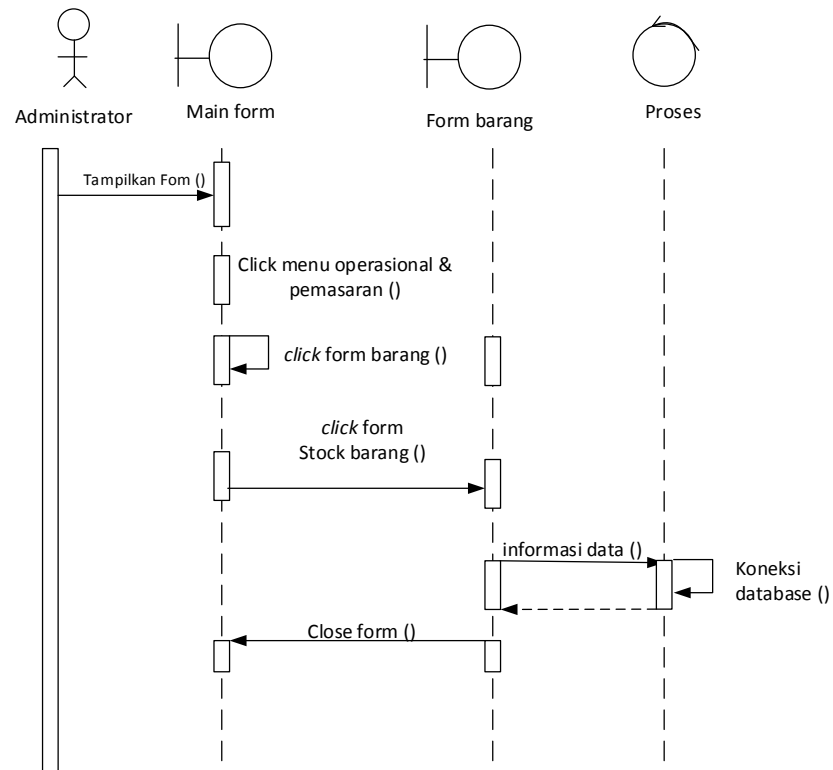 Administrator
Main form
Form barang
Proses
Tampilkan Fom ()
Click menu operasional &
pemasaran ()
click form barang ()
click form
Stock barang ()
informasi data ()
Koneksi
database ()
Close form ()